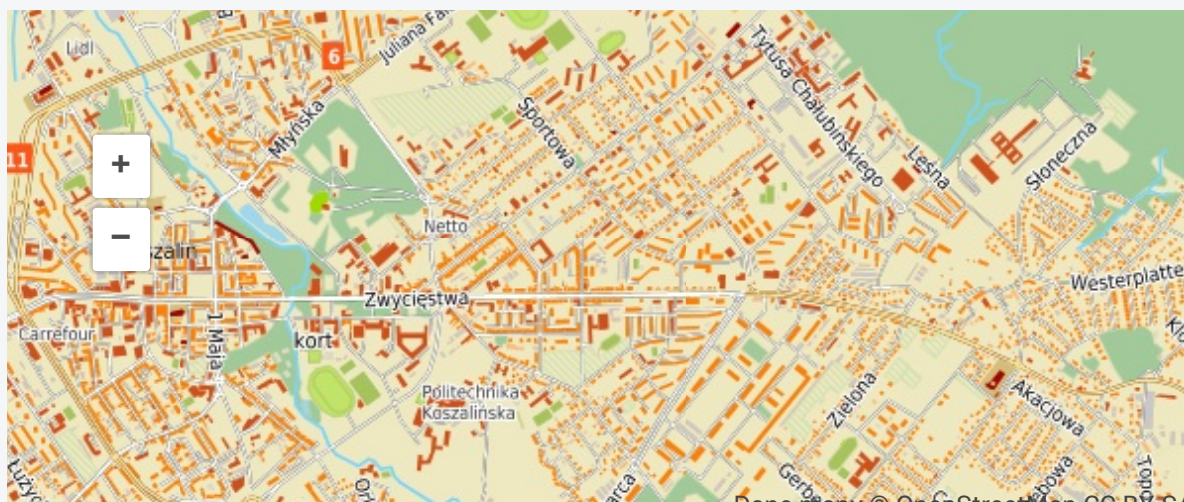 Lidl
6
Juliana Fał
Tytusa Chałubińskiego
Młyńska
Sportowa
11
+
Leśna
Słoneczna
Netto
−
szalin
Westerplatte
Zwycięstwa
Carrefour
1 Maja
kort
Politechnika
Koszalińska
Zielona
Akacjowa